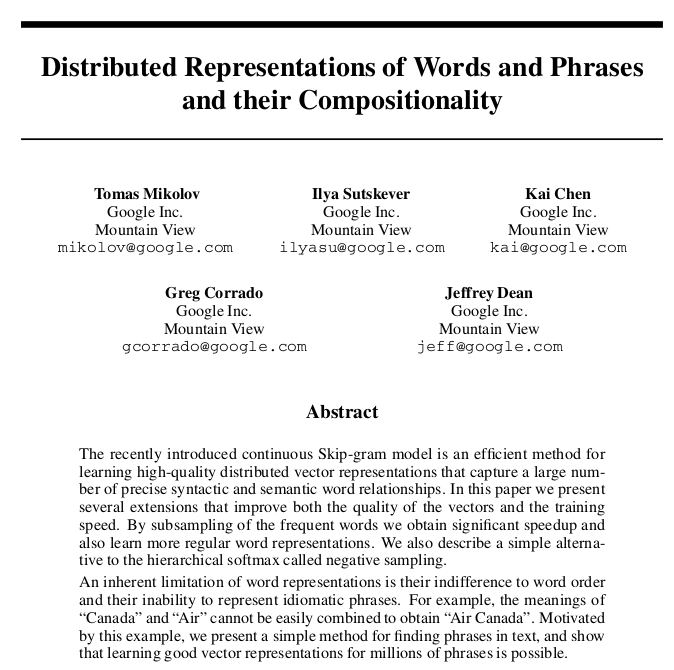 Distributed Representations of Words and Phrases
and their Compositionality
Tomas Mikolov
Google Inc.
Mountain View
mikolov@google.com
Ilya Sutskever
Google Inc.
Mountain View
ilyasu@google.com
Kai Chen
Google Inc.
Mountain View
kai@google.com
Greg Corrado
Google Inc.
Mountain View
gcorrado@google.com
Jeffrey Dean
Google Inc.
Mountain View
jeff@google.com
Abstract
The recently introduced continuous Skip-gram model is an efficient method for
learning high-quality distributed vector representations that capture a large num-
ber of precise syntactic and semantic word relationships. In this paper we present
several extensions that improve both the quality of the vectors and the training
speed. By subsampling of the frequent words we obtain significant speedup and
also learn more regular word representations. We also describe a simple alterna-
tive to the hierarchical softmax called negative sampling.
An inherent limitation of word representations is their indifference to word order
and their inability to represent idiomatic phrases. For example, the meanings of
“Canada” and “Air” cannot be easily combined to obtain “Air Canada”. Motivated
by this example, we present a simple method for finding phrases in text, and show
that learning good vector representations for millions of phrases is possible.